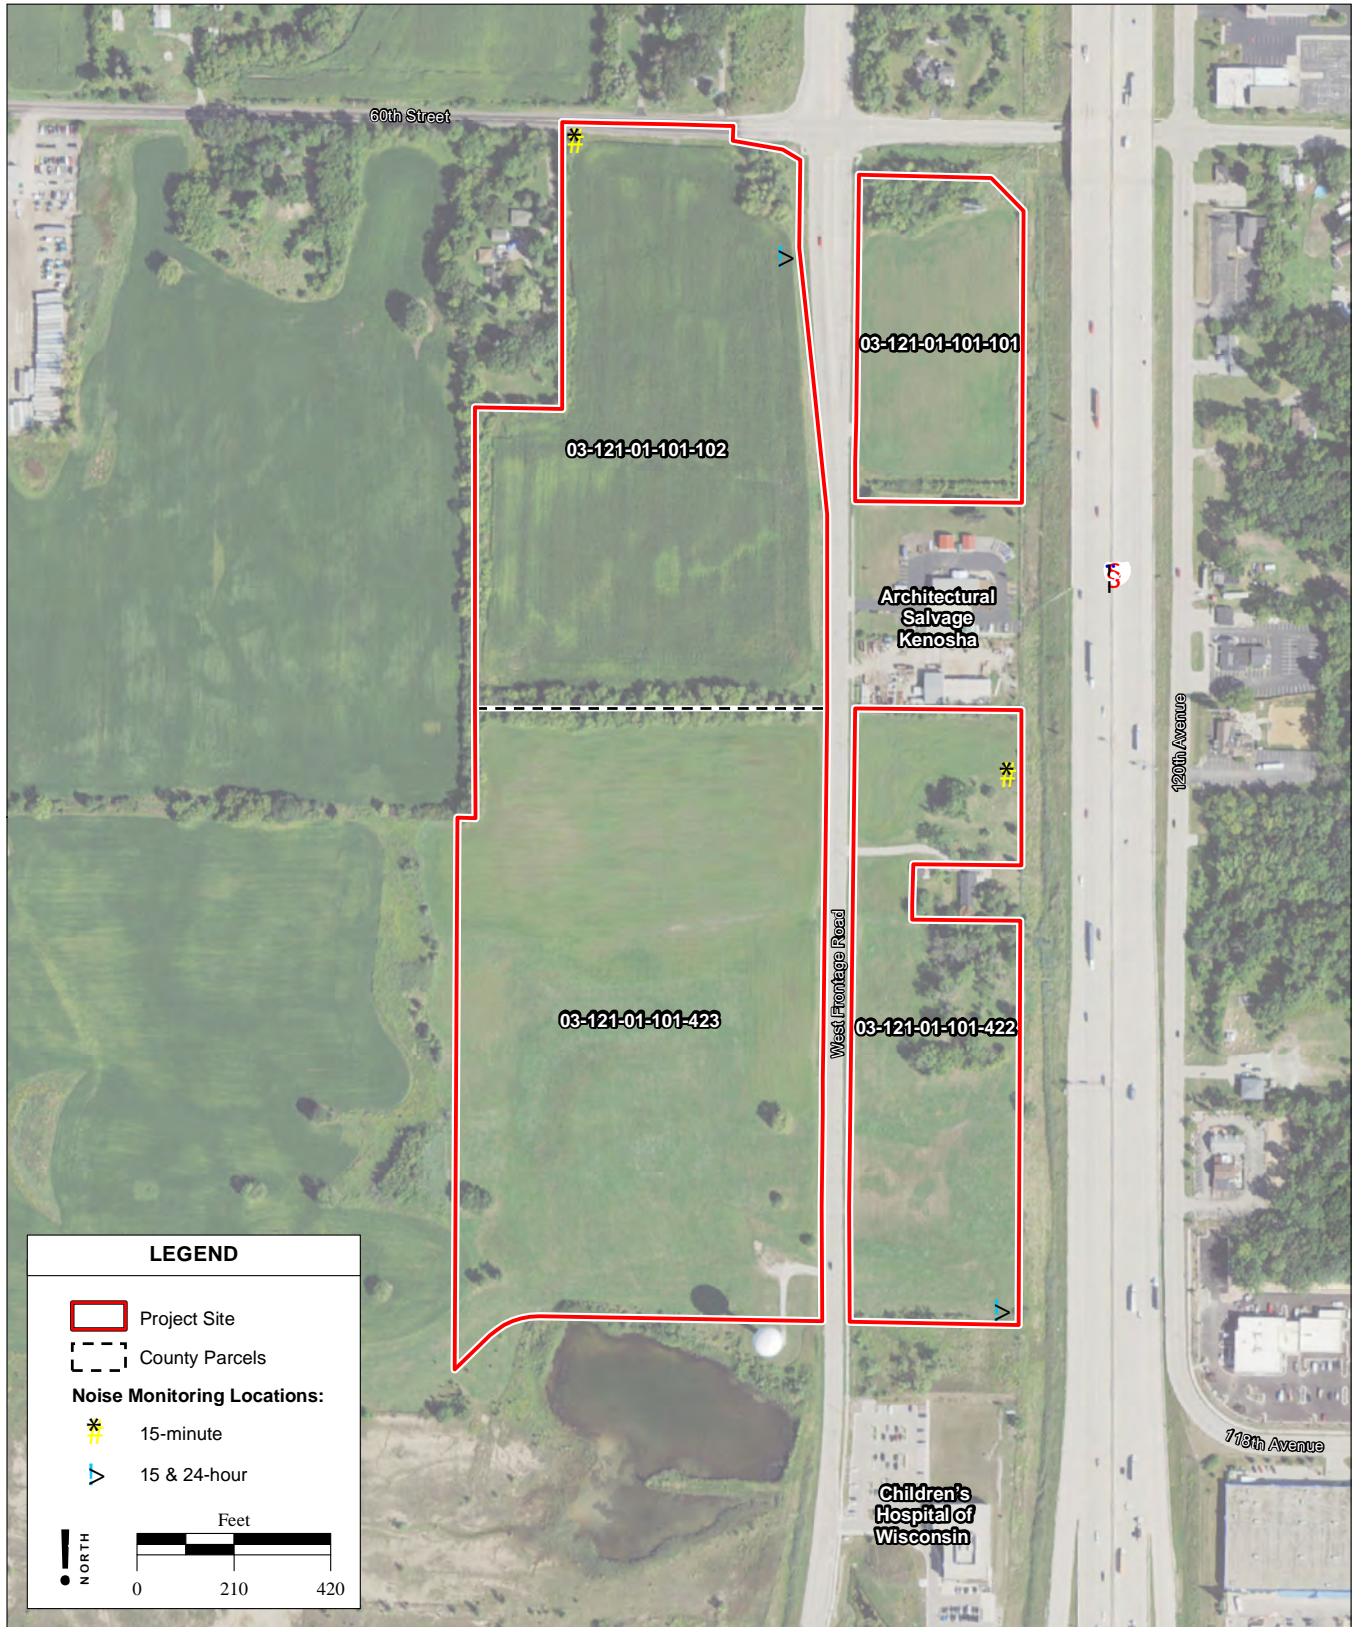 60th Street
03-121-01-101-101
03-121-01-101-102
Architectural
Salvage
Kenosha
120th Avenue
West Frontage Road
03-121-01-101-423
03-121-01-101-422
LEGEND
Project Site
County Parcels
Noise Monitoring Locations:
*
#
15-minute
> 15 & 24-hour
NORTH
Feet
0 210 420
118th Avenue
Children's
Hospital of
Wisconsin